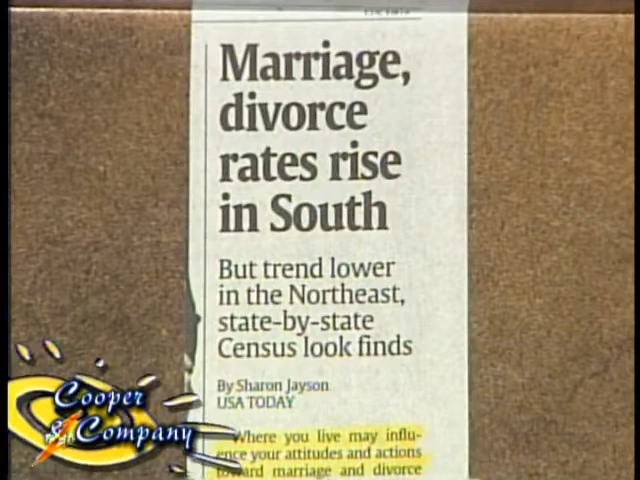 Marriage,
divorce
rates rise
in South
But trend lower
in the Northeast,
state-by-state
Census look finds
By Sharon Jayson
USA TODAY
Where you live may influ-
ence your attitudes and actions
toward marriage and divorce
Cooper
& Company